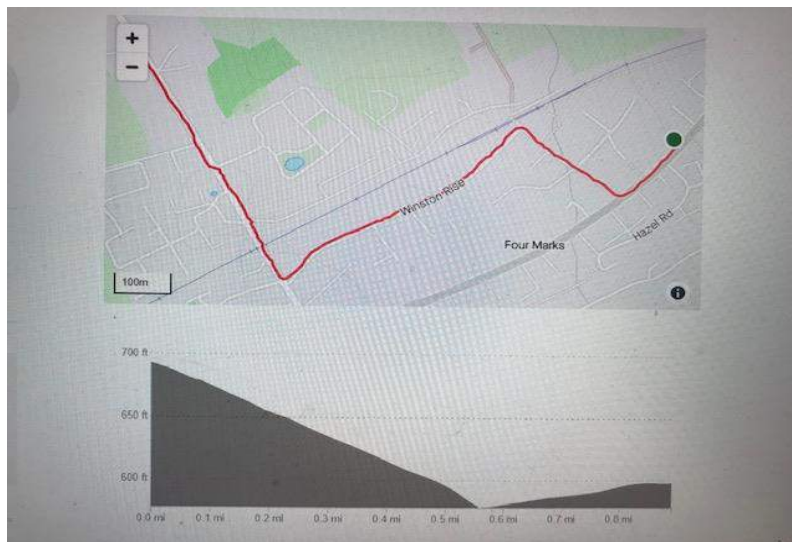 +
−
Winston Rise
Four Marks
Hazel Rd
100m
i
700 ft
650 ft
600 ft
0.0 mi 0.1 mi 0.2 mi 0.3 mi 0.4 mi 0.5 mi 0.6 mi 0.7 mi 0.8 mi